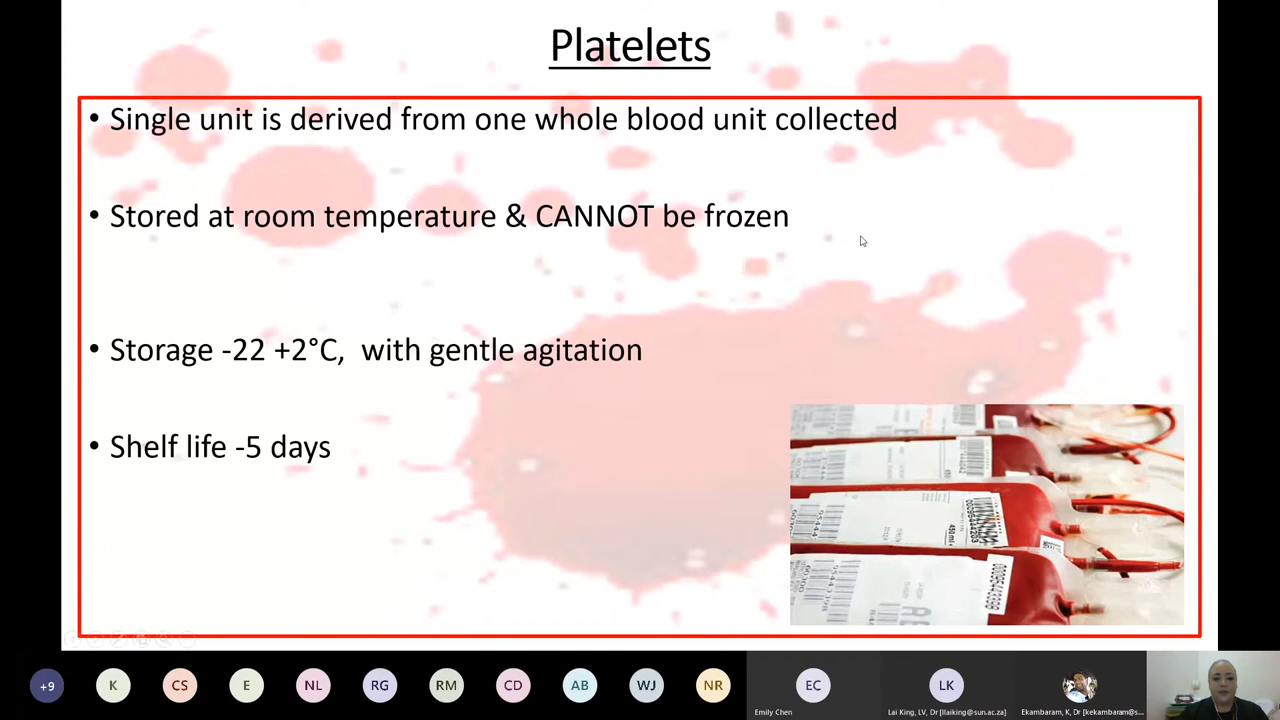 Platelets
• Single unit is derived from one whole blood unit collected
• Stored at room temperature & CANNOT be frozen
• Storage -22 +2°C, with gentle agitation
• Shelf life -5 days
+9
K
CS
E
NL
RG
RM
CD
AB
WJ
NR
EC
LK
Emily Chen
Lai King, LV, Dr [llaiking@sun.ac.za]
Ekambaram, K, Dr [kekambaram@s...